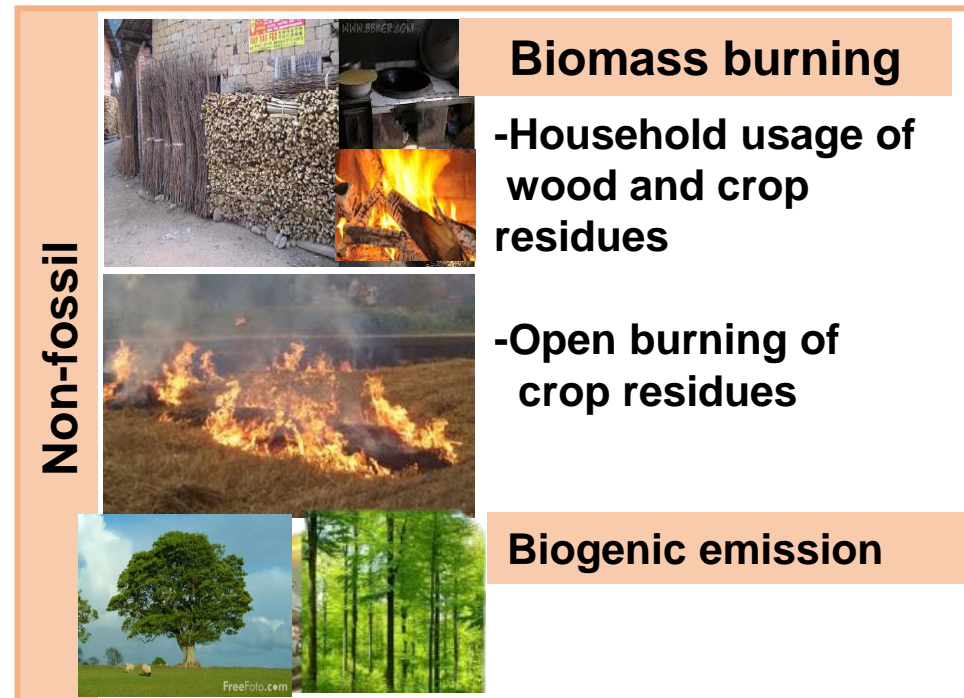 WWW.BBKER.COM
Biomass burning
-Household usage of
wood and crop
residues
-Open burning of
crop residues
Non-fossil
Biogenic emission
FreeFoto.com